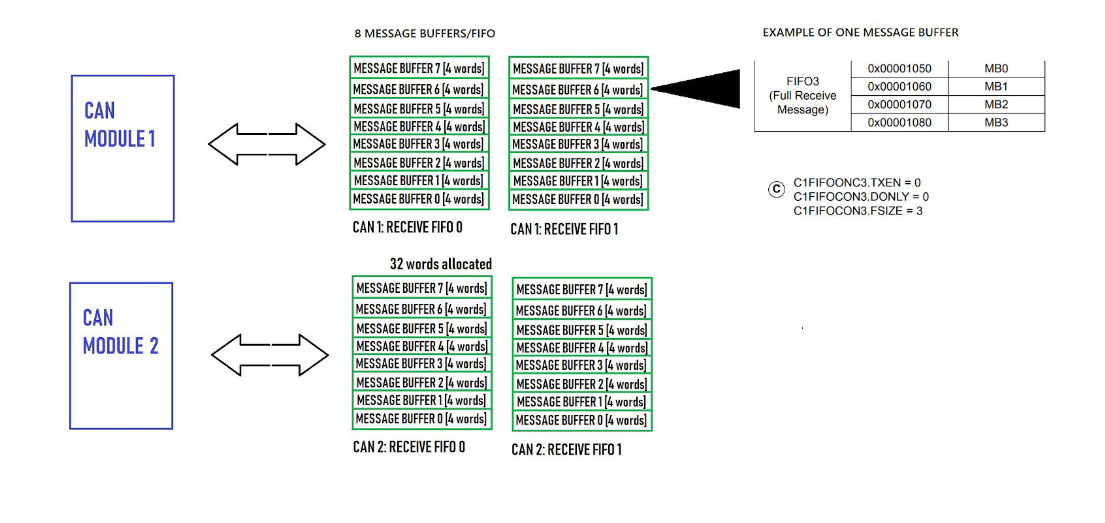 8 MESSAGE BUFFERS/FIFO
EXAMPLE OF ONE MESSAGE BUFFER
CAN
MODULE 1
MESSAGE BUFFER 7 [4 words]
MESSAGE BUFFER 6 [4 words]
MESSAGE BUFFER 5 [4 words]
MESSAGE BUFFER 4 [4 words]
MESSAGE BUFFER 3 [4 words]
MESSAGE BUFFER 2 [4 words]
MESSAGE BUFFER 1 [4 words]
MESSAGE BUFFER 0 [4 words]
CAN 1: RECEIVE FIFO 0
MESSAGE BUFFER 7 [4 words]
MESSAGE BUFFER 6 [4 words]
MESSAGE BUFFER 5 [4 words]
MESSAGE BUFFER 4 [4 words]
MESSAGE BUFFER 3 [4 words]
MESSAGE BUFFER 2 [4 words]
MESSAGE BUFFER 1 [4 words]
MESSAGE BUFFER 0 [4 words]
CAN 1: RECEIVE FIFO 1
FIFO3
(Full Receive
Message)
0x00001050 MB0
0x00001060 MB1
0x00001070 MB2
0x00001080 MB3
C
C1FIFOONC3.TXEN = 0
C1FIFOCON3.DONLY = 0
C1FIFOCON3.FSIZE = 3
CAN
MODULE 2
32 words allocated
MESSAGE BUFFER 7 [4 words]
MESSAGE BUFFER 6 [4 words]
MESSAGE BUFFER 5 [4 words]
MESSAGE BUFFER 4 [4 words]
MESSAGE BUFFER 3 [4 words]
MESSAGE BUFFER 2 [4 words]
MESSAGE BUFFER 1 [4 words]
MESSAGE BUFFER 0 [4 words]
CAN 2: RECEIVE FIFO 0
MESSAGE BUFFER 7 [4 words]
MESSAGE BUFFER 6 [4 words]
MESSAGE BUFFER 5 [4 words]
MESSAGE BUFFER 4 [4 words]
MESSAGE BUFFER 3 [4 words]
MESSAGE BUFFER 2 [4 words]
MESSAGE BUFFER 1 [4 words]
MESSAGE BUFFER 0 [4 words]
CAN 2: RECEIVE FIFO 1